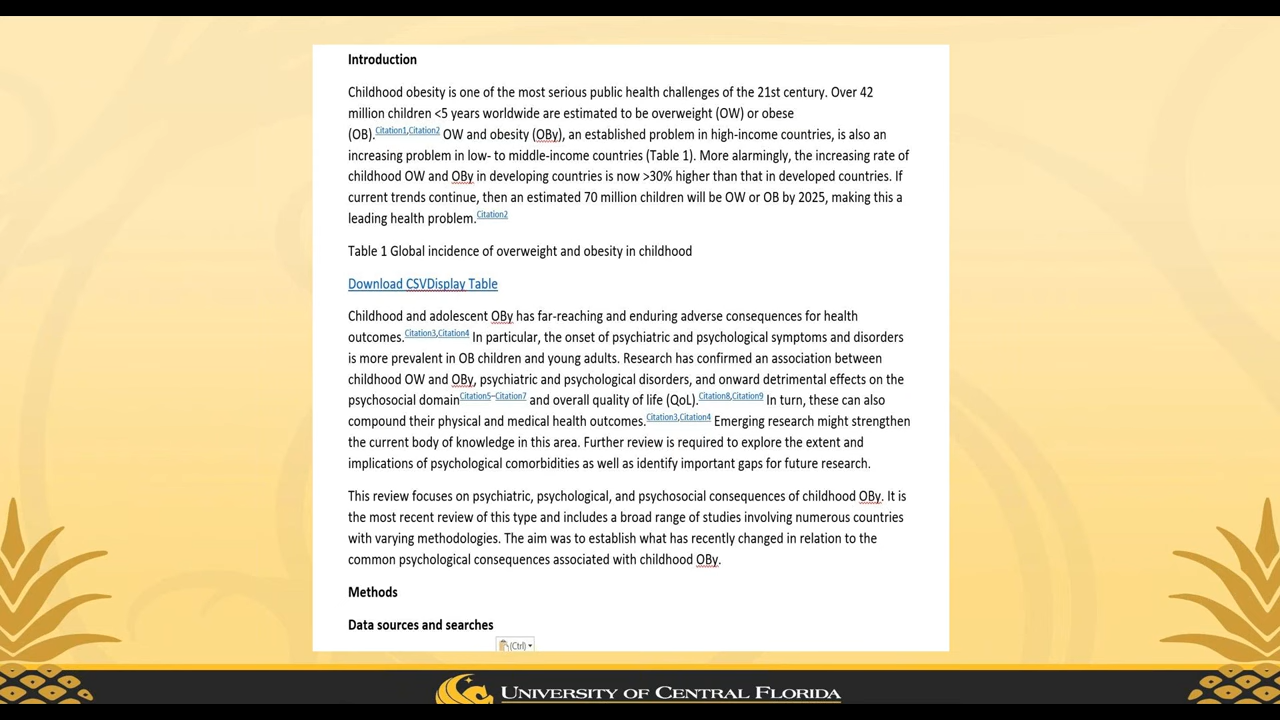 Introduction
Childhood obesity is one of the most serious public health challenges of the 21st century. Over 42
million children <5 years worldwide are estimated to be overweight (OW) or obese
(OB).Citation1,Citation2 OW and obesity (OBy), an established problem in high-income countries, is also an
increasing problem in low- to middle-income countries (Table 1). More alarmingly, the increasing rate of
childhood OW and OBy in developing countries is now >30% higher than that in developed countries. If
current trends continue, then an estimated 70 million children will be OW or OB by 2025, making this a
leading health problem.Citation2
Table 1 Global incidence of overweight and obesity in childhood
Download CSVDisplay Table
Childhood and adolescent OBy has far-reaching and enduring adverse consequences for health
outcomes.Citation3,Citation4 In particular, the onset of psychiatric and psychological symptoms and disorders
is more prevalent in OB children and young adults. Research has confirmed an association between
childhood OW and OBy, psychiatric and psychological disorders, and onward detrimental effects on the
psychosocial domainCitation5–Citation7 and overall quality of life (QoL).Citation8,Citation9 In turn, these can also
compound their physical and medical health outcomes.Citation3,Citation4 Emerging research might strengthen
the current body of knowledge in this area. Further review is required to explore the extent and
implications of psychological comorbidities as well as identify important gaps for future research.
This review focuses on psychiatric, psychological, and psychosocial consequences of childhood OBy. It is
the most recent review of this type and includes a broad range of studies involving numerous countries
with varying methodologies. The aim was to establish what has recently changed in relation to the
common psychological consequences associated with childhood OBy.
Methods
Data sources and searches
(Ctrl)
UNIVERSITY OF CENTRAL FLORIDA